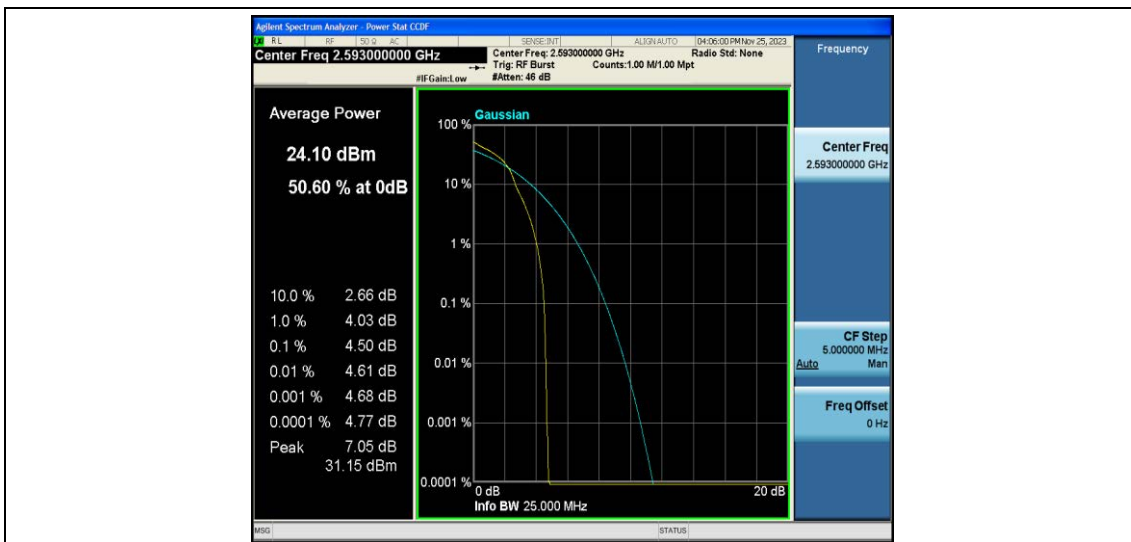 Agilent Spectrum Analyzer - Power Stat CCDF
RL RF 50 Ω AC SENSE:INT ALIGN AUTO 04:06:00 PM Nov 25, 2023
Center Freq 2.593000000 GHz
Center Freq: 2.593000000 GHz Radio Std: None
Trig: RF Burst Counts:1.00 M/1.00 Mpt
#IFGain:Low #Atten: 46 dB
Frequency
Average Power
24.10 dBm
50.60 % at 0dB
10.0 % 2.66 dB
1.0 % 4.03 dB
0.1 % 4.50 dB
0.01 % 4.61 dB
0.001 % 4.68 dB
0.0001 % 4.77 dB
Peak 7.05 dB
31.15 dBm
Gaussian
100 %
10 %
1 %
0.1 %
0.01 %
0.001 %
0.0001 %
0 dB 20 dB
Info BW 25.000 MHz
Center Freq
2.593000000 GHz
CF Step
5.000000 MHz
Auto Man
Freq Offset
0 Hz
MSG STATUS